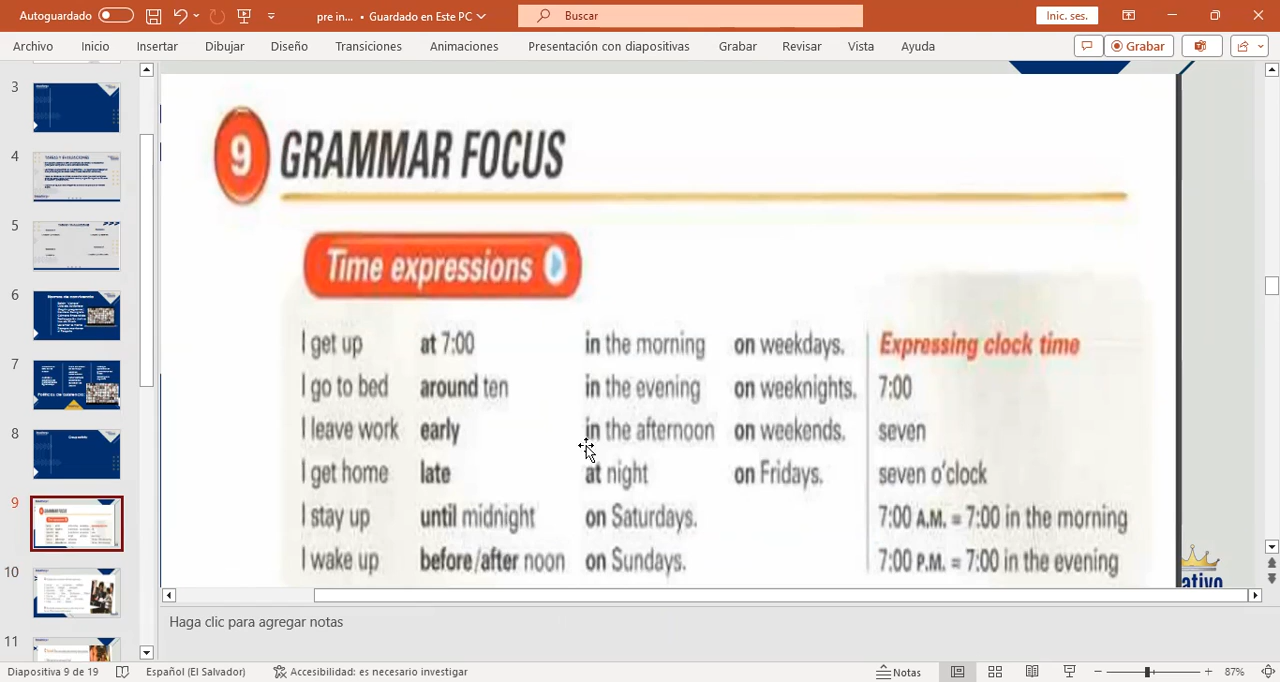 Autoguardado
pre in... • Guardado en Este PC
Buscar
Inic. ses.
Archivo Inicio Insertar Dibujar Diseño Transiciones Animaciones Presentación con diapositivas Grabar Revisar Vista Ayuda
Grabar
3
4
5
6
7
8
9
10
11
9 GRAMMAR FOCUS
Time expressions
I get up at 7:00 in the morning on weekdays. Expressing clock time
I go to bed around ten in the evening on weeknights. 7:00
I leave work early in the afternoon on weekends. seven
I get home late at night on Fridays. seven o'clock
I stay up until midnight on Saturdays. 7:00 A.M. = 7:00 in the morning
I wake up before/after noon on Sundays. 7:00 P.M. = 7:00 in the evening
ativo
Haga clic para agregar notas
Diapositiva 9 de 19 Español (El Salvador) Accesibilidad: es necesario investigar Notas 87%